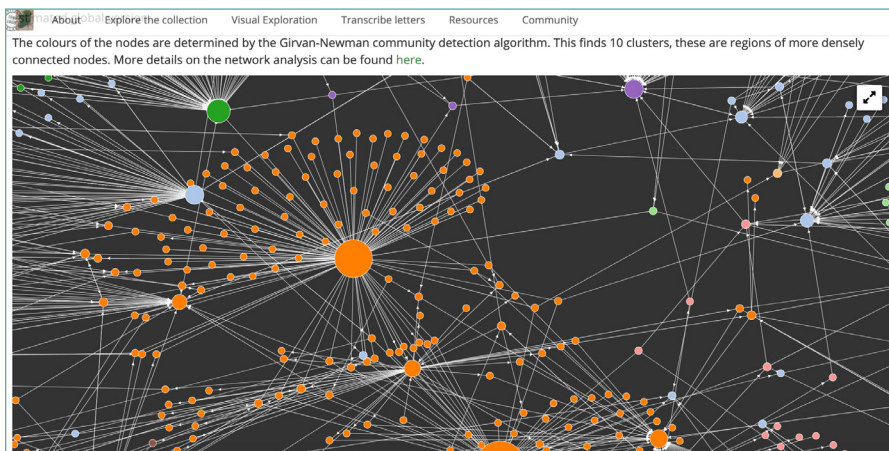 About Explore the collection Visual Exploration Transcribe letters Resources Community
The colours of the nodes are determined by the Girvan-Newman community detection algorithm. This finds 10 clusters, these are regions of more densely
connected nodes. More details on the network analysis can be found here.